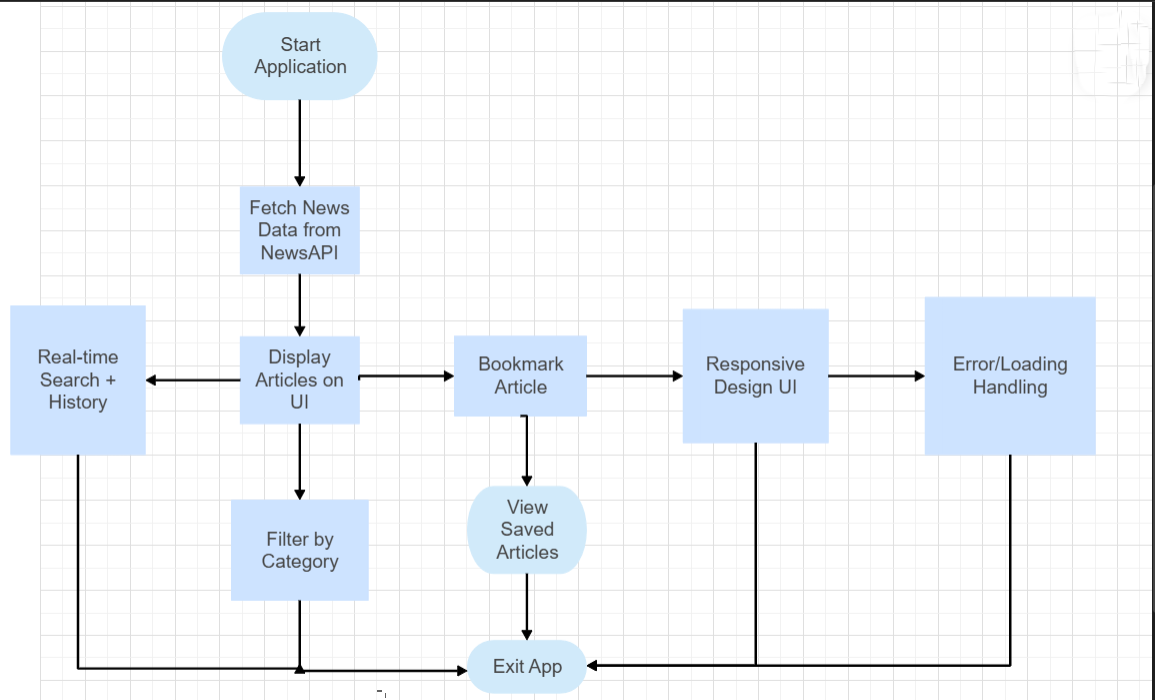 Start
Application
Fetch News
Data from
NewsAPI
Real-time
Search +
History
Display
Articles on
UI
Bookmark
Article
Responsive
Design UI
Error/Loading
Handling
Filter by
Category
View
Saved
Articles
Exit App